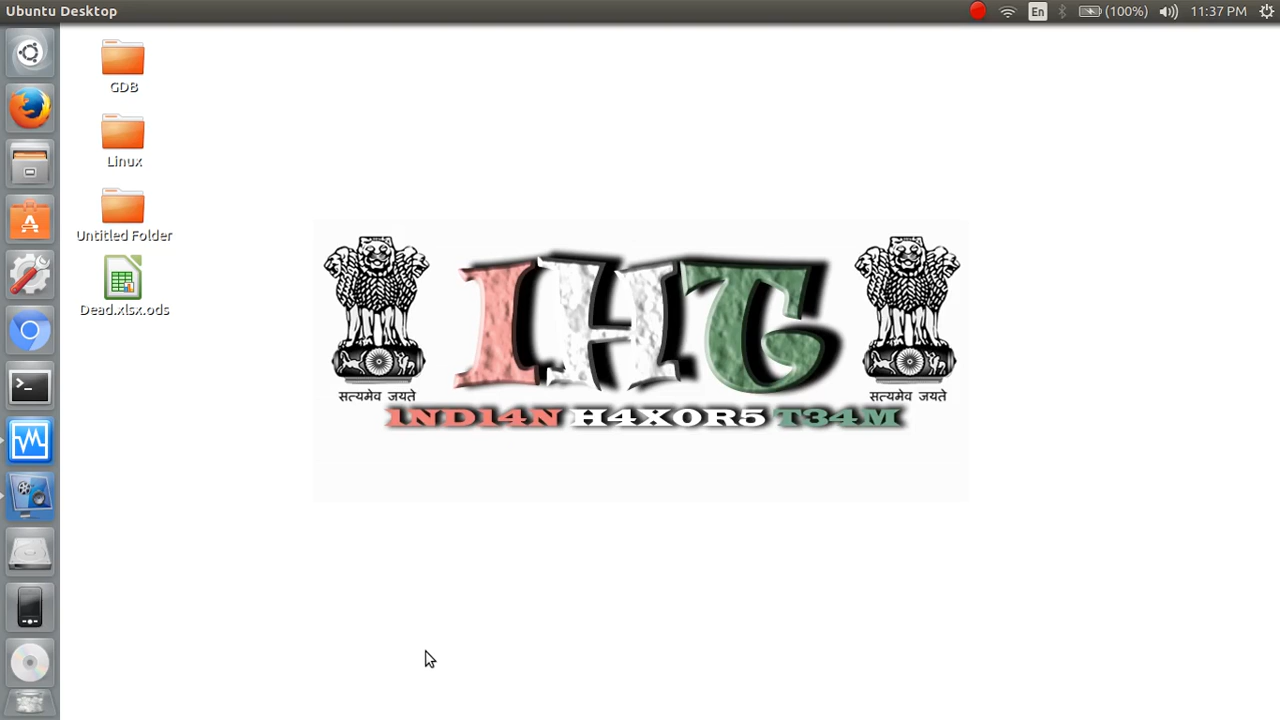 Ubuntu Desktop
En
(100%)
11:37 PM
GDB
Linux
Untitled Folder
Dead.xlsx.ods
IHT
सत्यमेव जयते
सत्यमेव जयते
1ND14N H4X0R5 T34M